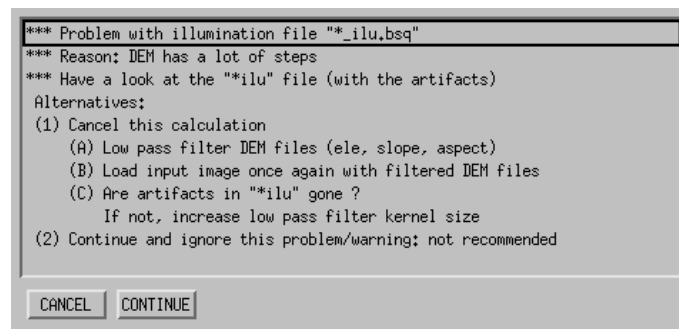 *** Problem with illumination file "*_ilu.bsq"
*** Reason: DEM has a lot of steps
*** Have a look at the "*ilu" file (with the artifacts)
Alternatives:
(1) Cancel this calculation
(A) Low pass filter DEM files (ele, slope, aspect)
(B) Load input image once again with filtered DEM files
(C) Are artifacts in "*ilu" gone ?
If not, increase low pass filter kernel size
(2) Continue and ignore this problem/warning: not recommended
CANCEL CONTINUE